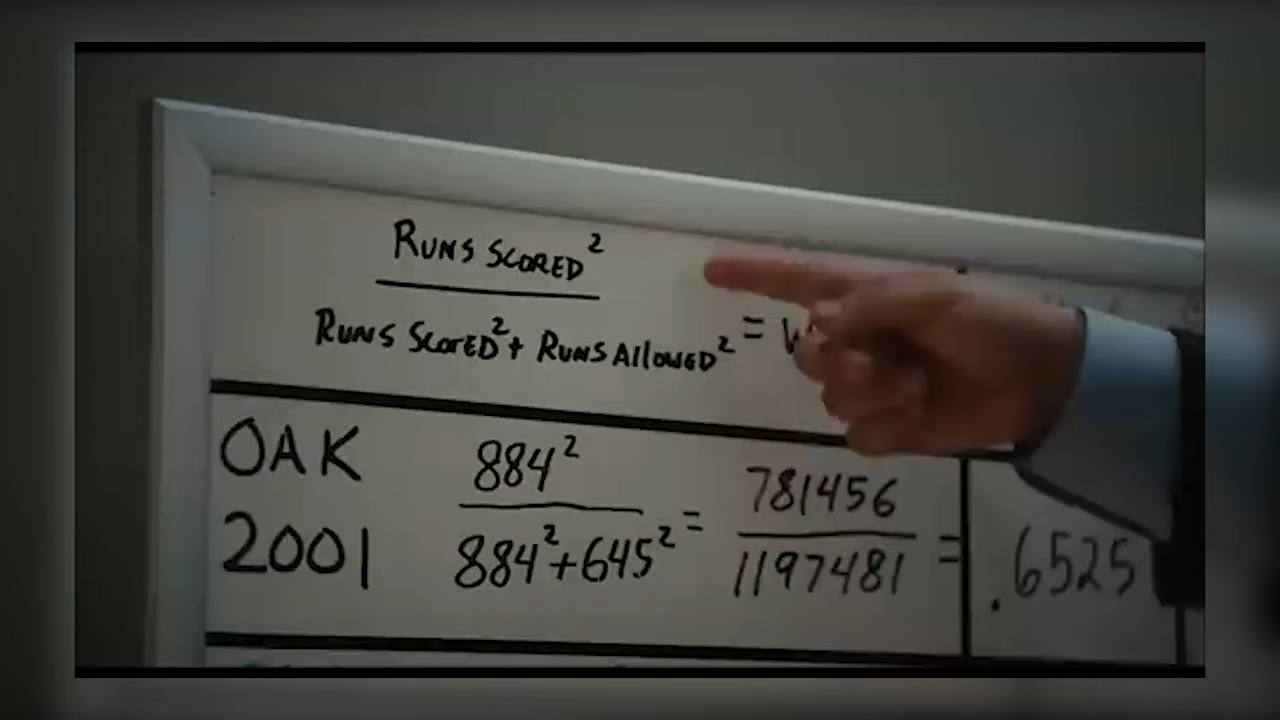 RUNS SCORED²
RUNS SCORED² + RUNS ALLOWED² =
OAK
2001
884²
884² + 645²
=
781456
1197481
=
.6525